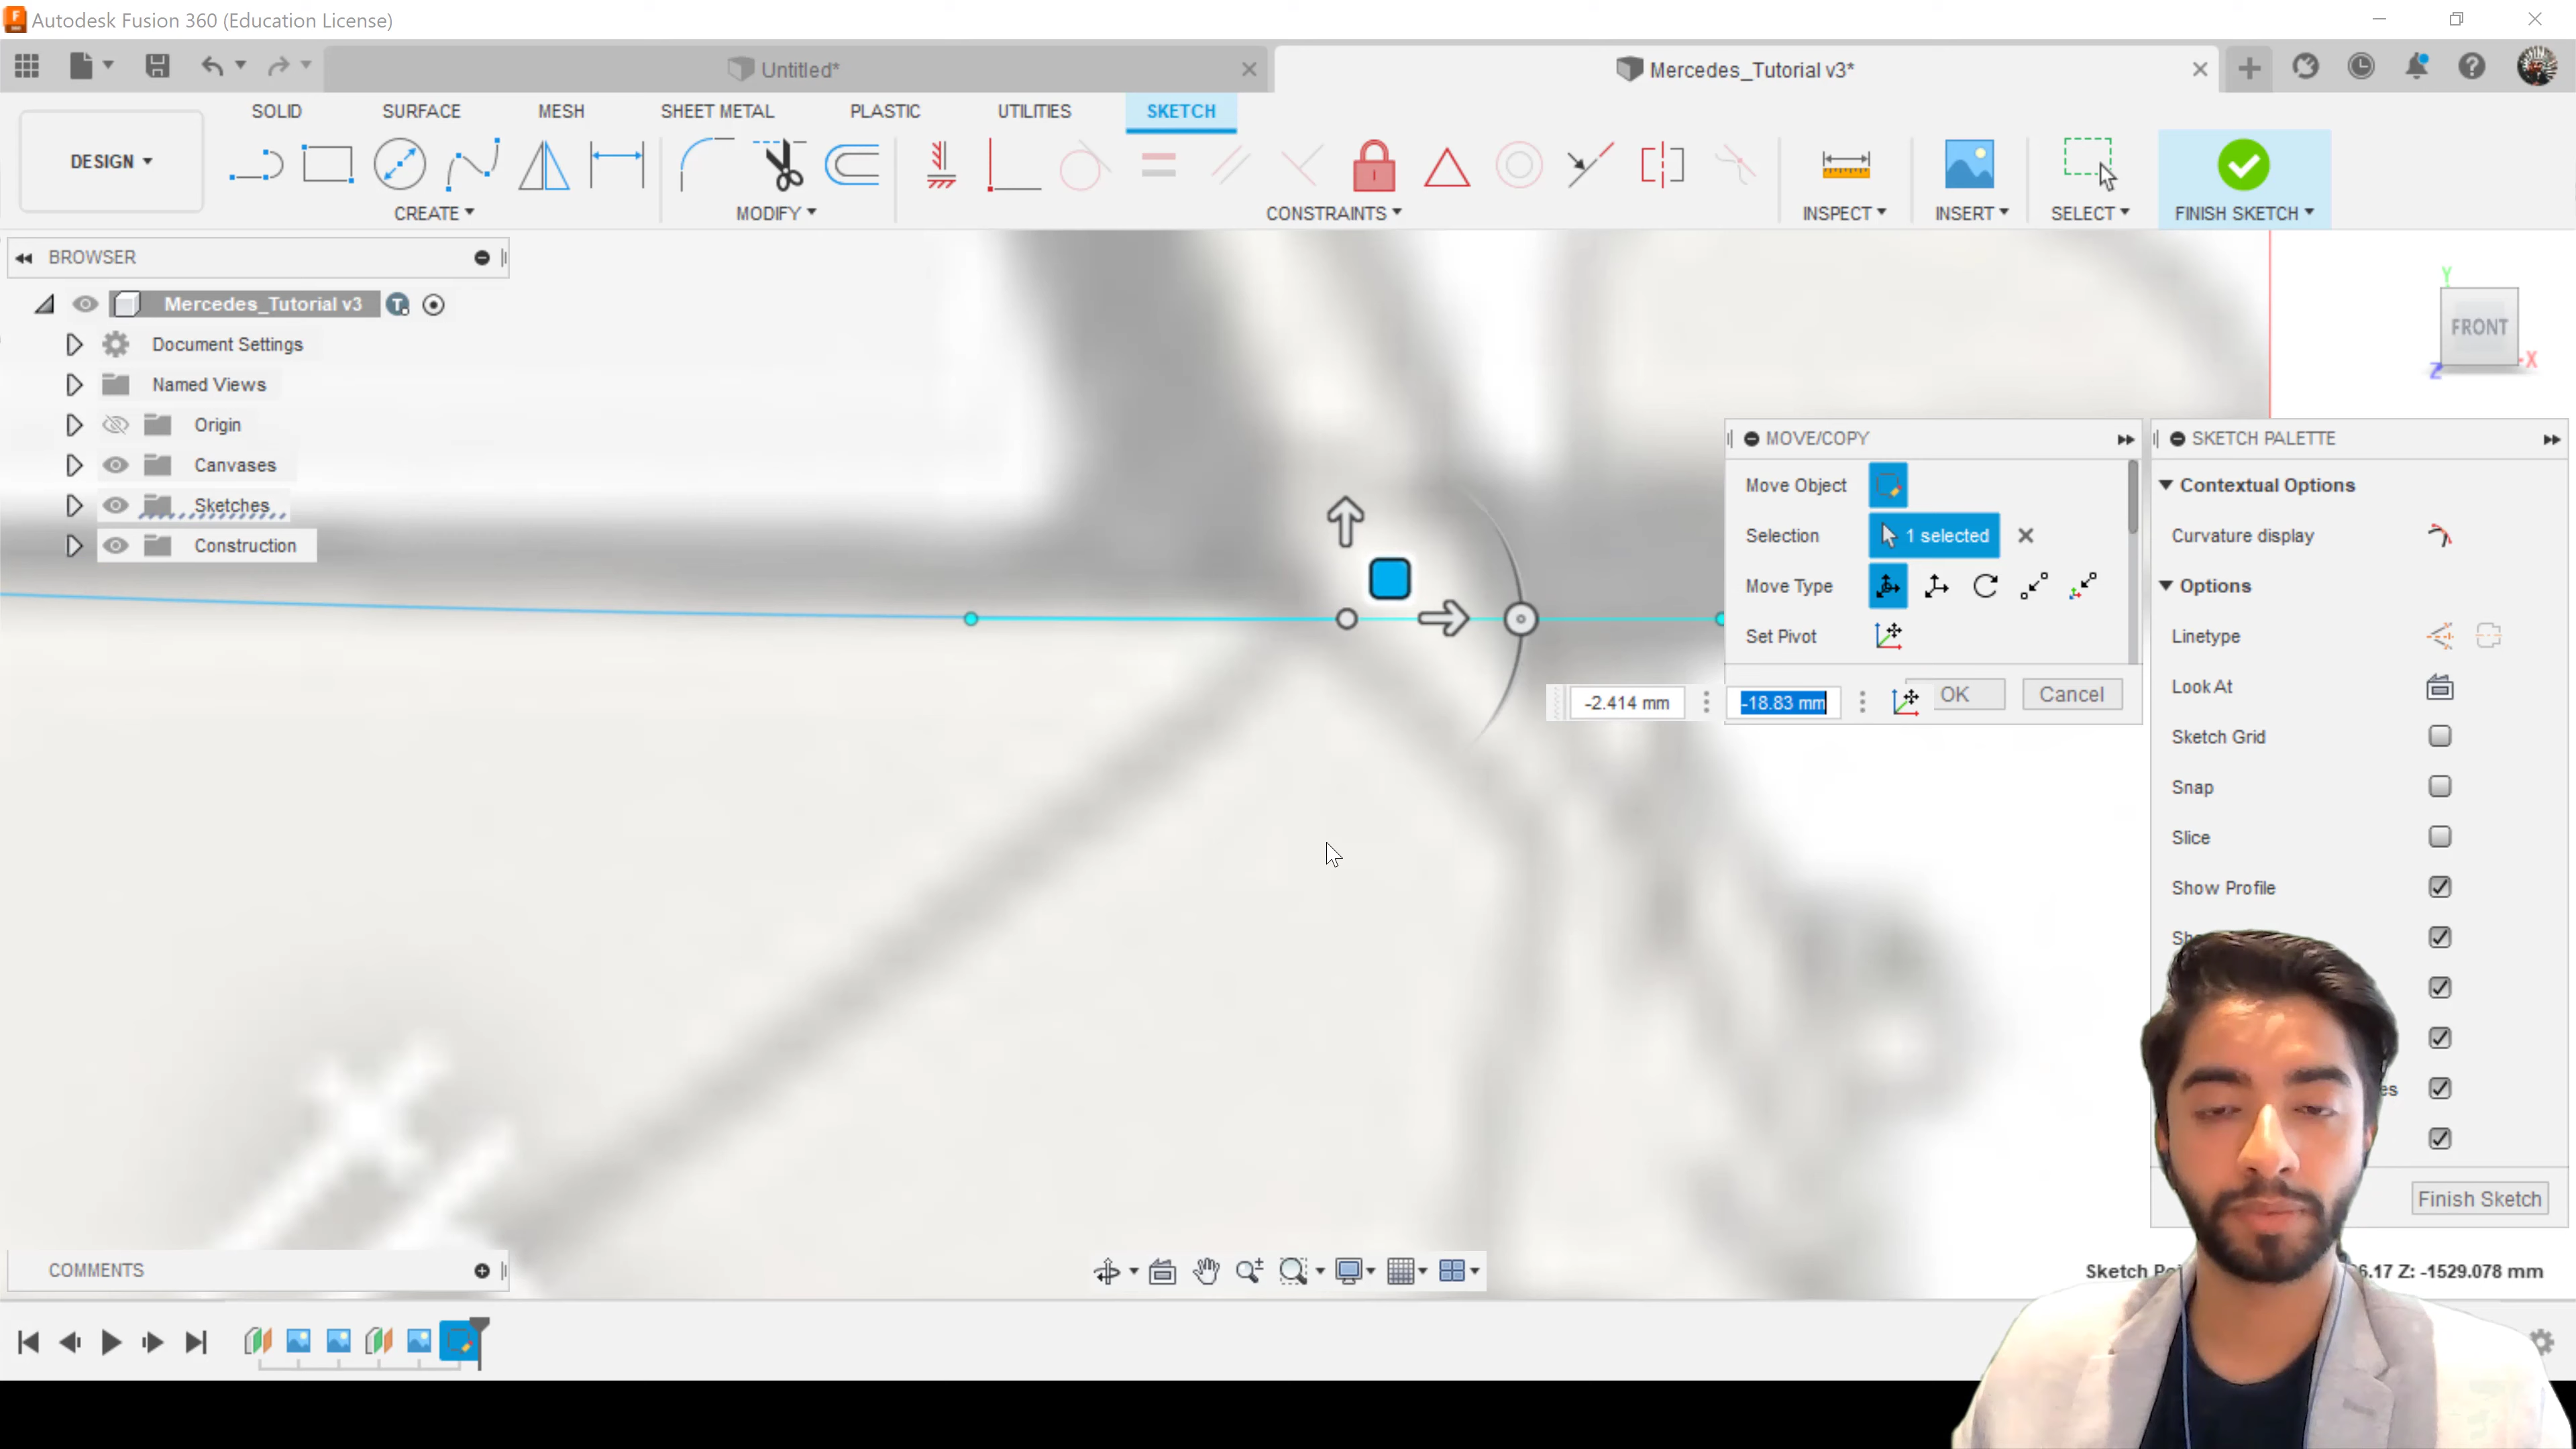 Autodesk Fusion 360 (Education License)
Untitled*
Mercedes_Tutorial v3*
SOLID SURFACE MESH SHEET METAL PLASTIC UTILITIES SKETCH
DESIGN
CREATE MODIFY CONSTRAINTS INSPECT INSERT SELECT FINISH SKETCH
BROWSER
Mercedes_Tutorial v3
Document Settings
Named Views
Origin
Canvases
Sketches
Construction
Y
FRONT
X
Z
MOVE/COPY
Move Object
Selection 1 selected
Move Type
Set Pivot
-2.414 mm
-18.83 mm
OK Cancel
SKETCH PALETTE
Contextual Options
Curvature display
Options
Linetype
Look At
Sketch Grid
Snap
Slice
Show Profile
Finish Sketch
COMMENTS
Sketch 6.17 Z: -1529.078 mm